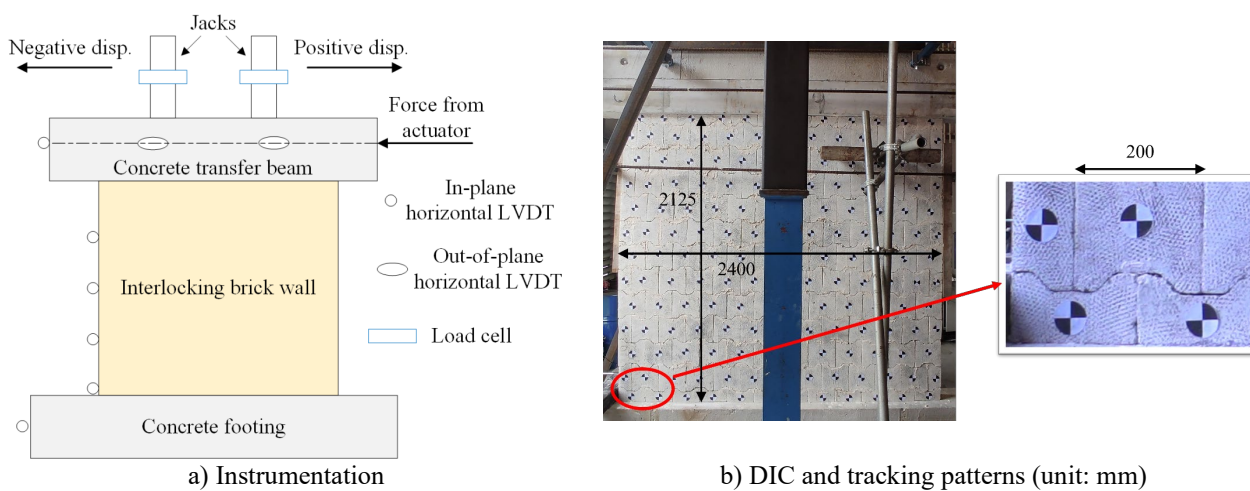 Jacks
Negative disp.
Positive disp.
Force from
actuator
Concrete transfer beam
In-plane
horizontal LVDT
Out-of-plane
horizontal LVDT
Interlocking brick wall
Load cell
Concrete footing
a) Instrumentation
2125
2400
200
b) DIC and tracking patterns (unit: mm)